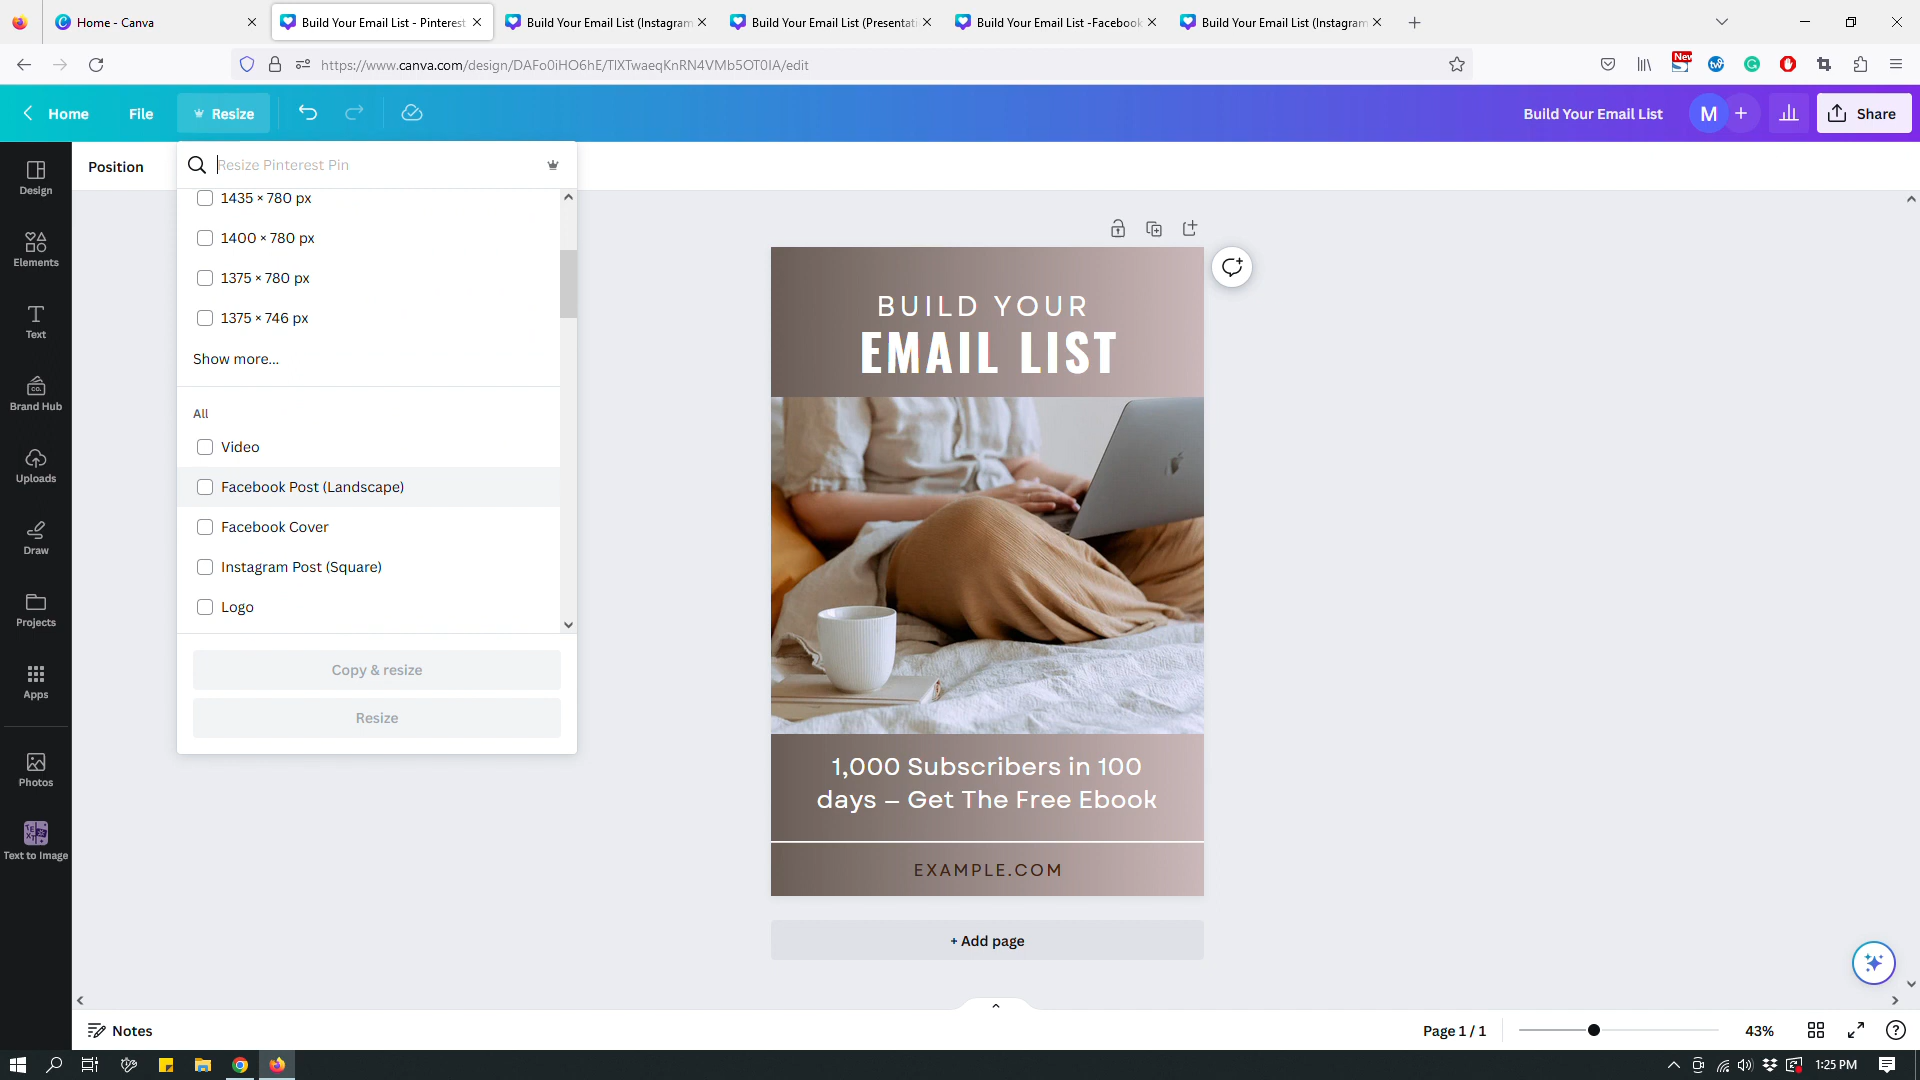 Home - Canva
Build Your Email List - Pinterest
Build Your Email List (Instagram
Build Your Email List (Presentati
Build Your Email List -Facebook
Build Your Email List (Instagram
https://www.canva.com/design/DAFo0iHO6hE/TlXTwaeqKnRN4VMb5OT0IA/edit
New
Home
File
Resize
Build Your Email List
M
Share
Design
Elements
Text
Brand Hub
Uploads
Draw
Projects
Apps
Photos
Text to Image
Position
Resize Pinterest Pin
1435 × 780 px
1400 × 780 px
1375 × 780 px
1375 × 746 px
Show more...
All
Video
Facebook Post (Landscape)
Facebook Cover
Instagram Post (Square)
Logo
Copy & resize
Resize
BUILD YOUR
EMAIL LIST
1,000 Subscribers in 100
days – Get The Free Ebook
EXAMPLE.COM
+ Add page
Notes
Page 1 / 1
43%
1:25 PM